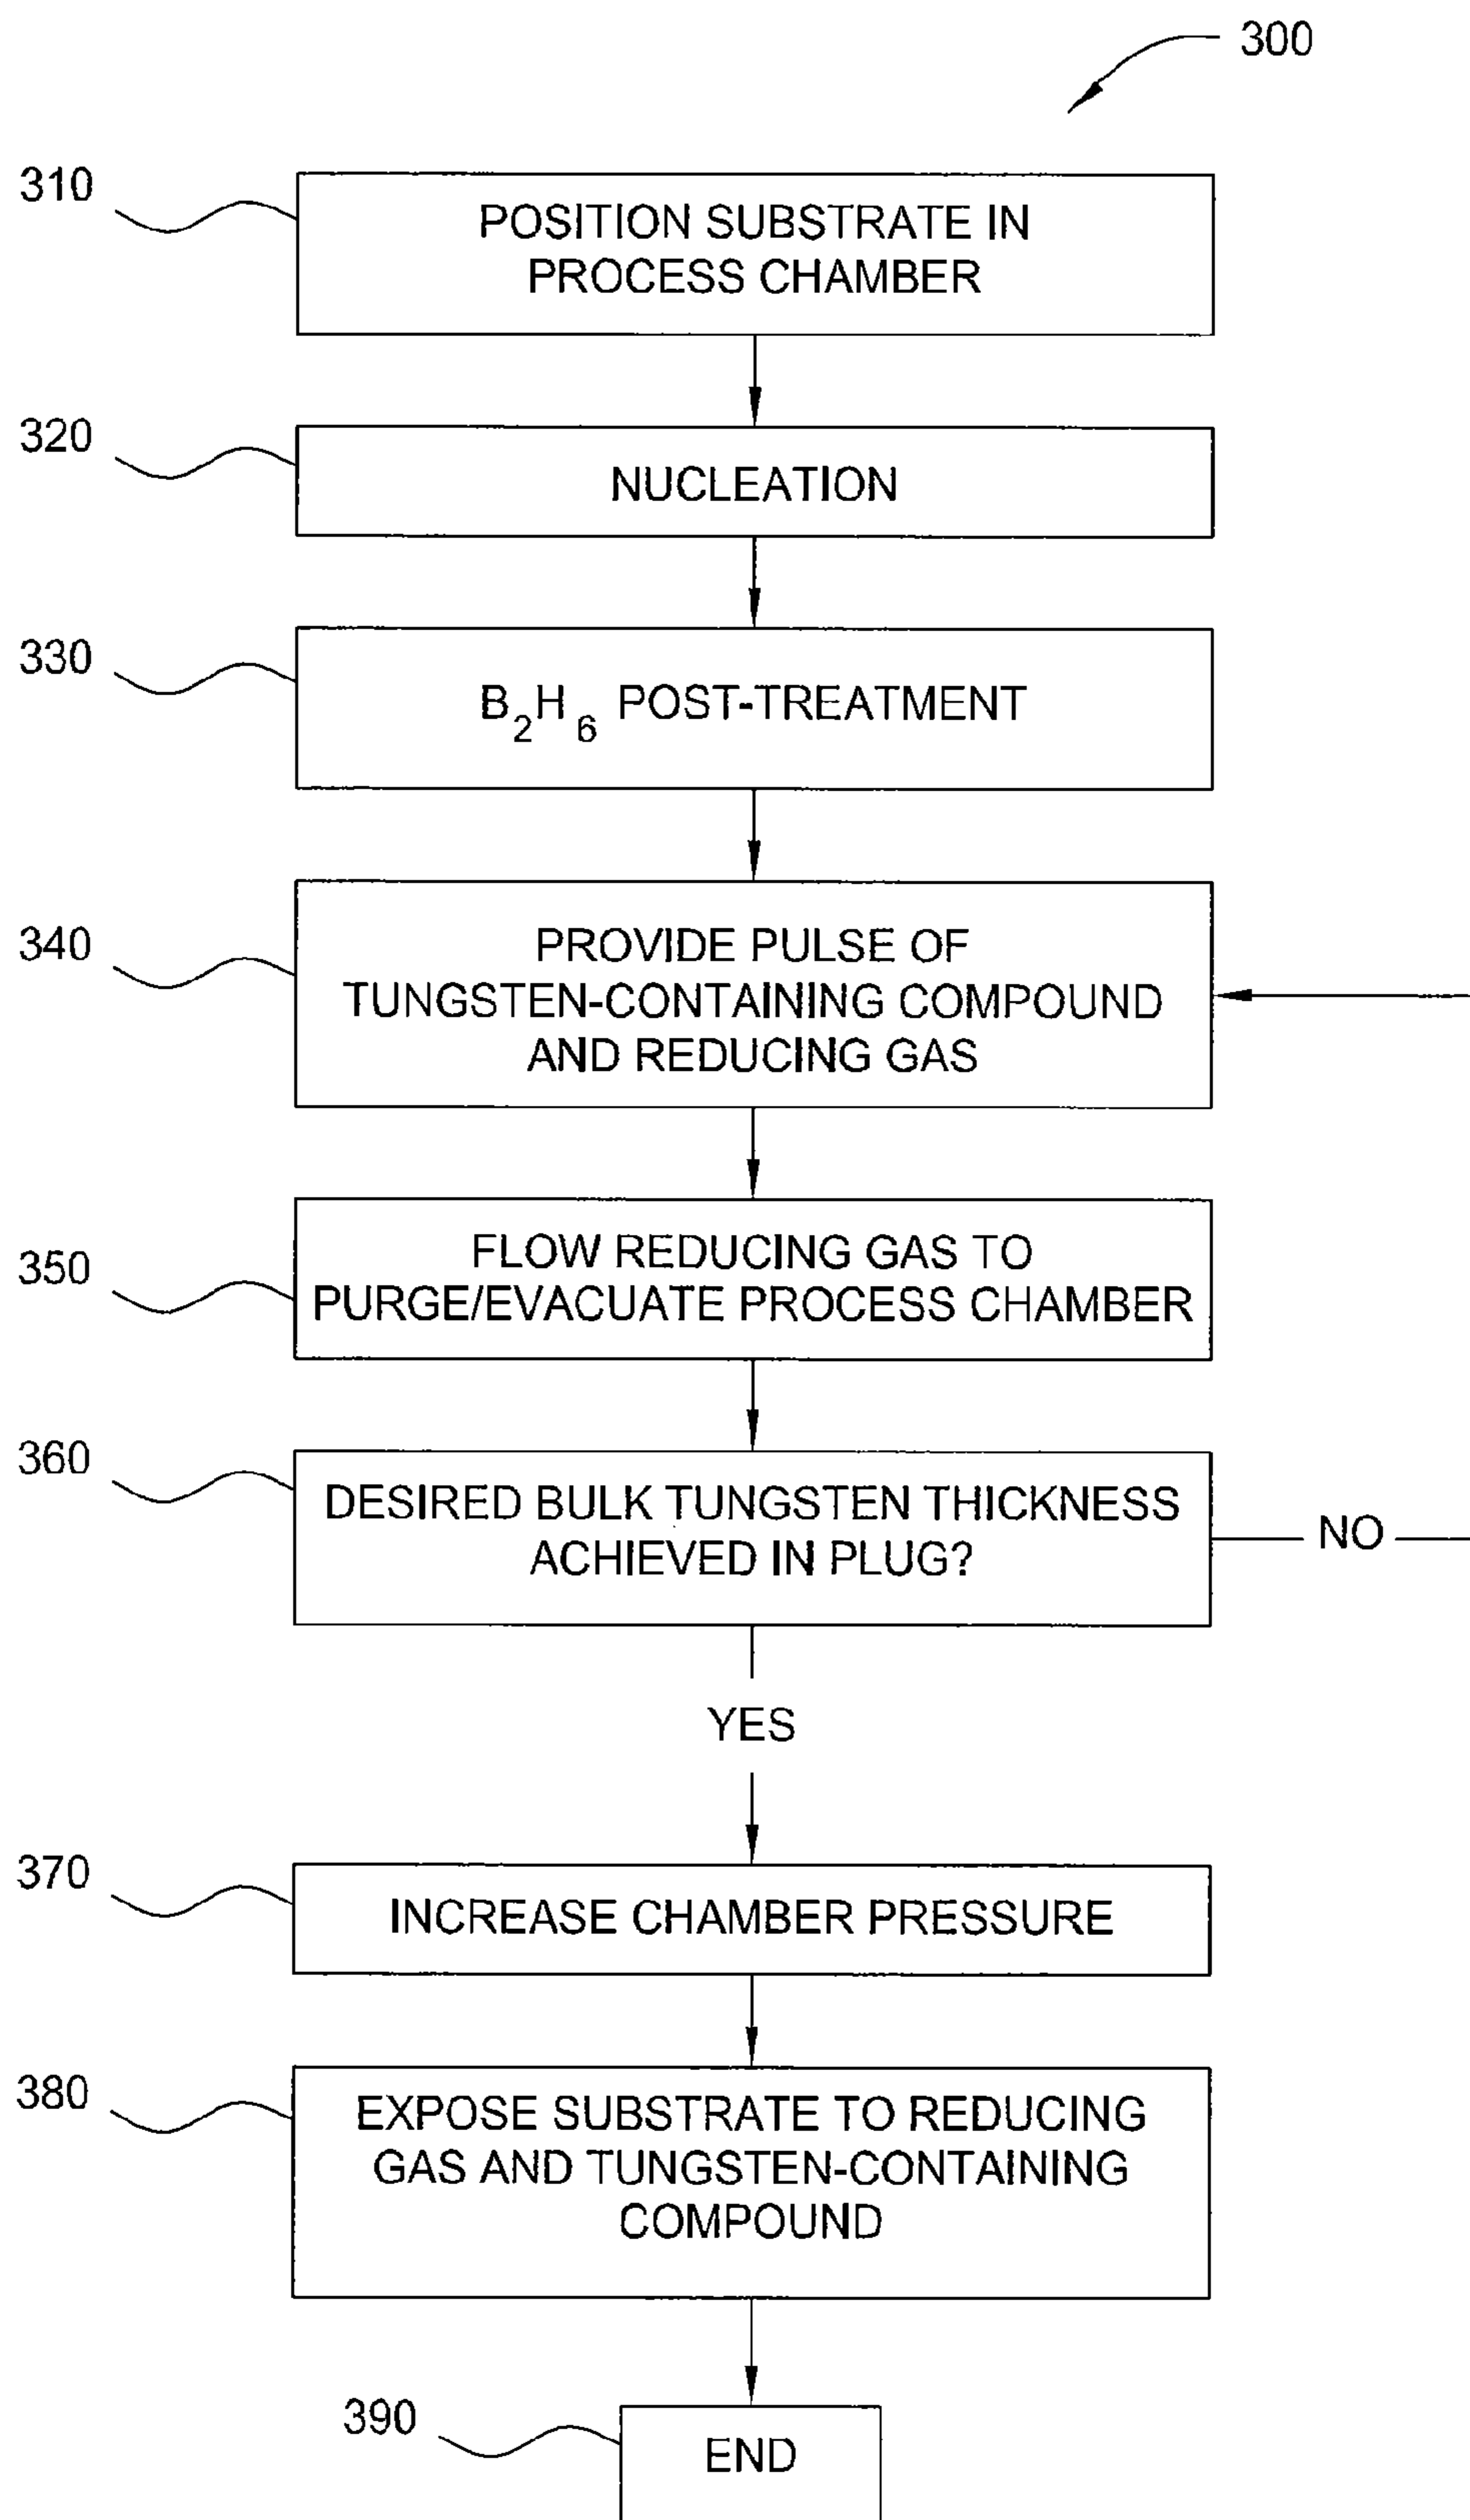 300
310
POSITION SUBSTRATE IN
PROCESS CHAMBER
320
NUCLEATION
330
B2H6 POST-TREATMENT
340
PROVIDE PULSE OF
TUNGSTEN-CONTAINING COMPOUND
AND REDUCING GAS
350
FLOW REDUCING GAS TO
PURGE/EVACUATE PROCESS CHAMBER
360
DESIRED BULK TUNGSTEN THICKNESS
ACHIEVED IN PLUG?
NO
YES
370
INCREASE CHAMBER PRESSURE
380
EXPOSE SUBSTRATE TO REDUCING
GAS AND TUNGSTEN-CONTAINING
COMPOUND
390
END